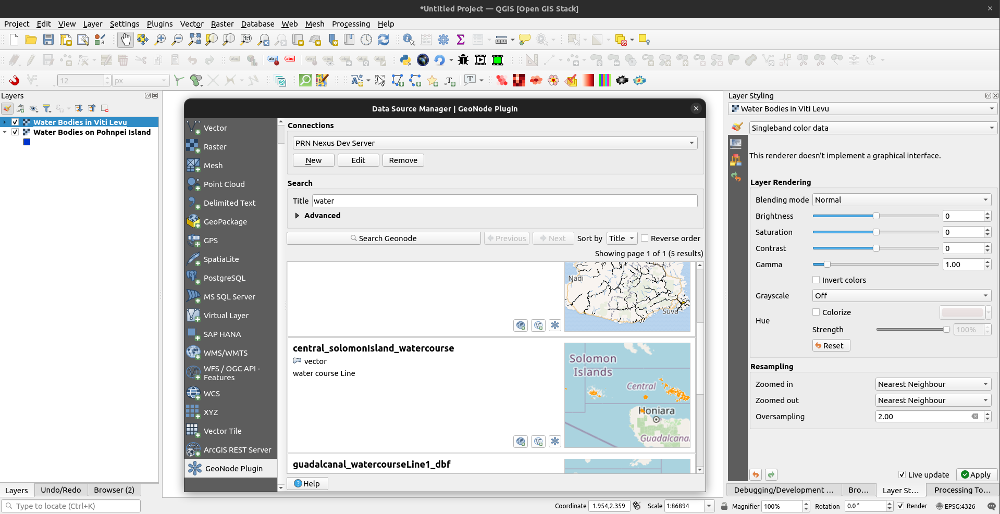 *Untitled Project — QGIS [Open GIS Stack]
Project Edit View Layer Settings Plugins Vector Raster Database Web Mesh Processing Help
12 px
Layers
Water Bodies in Viti Levu
Water Bodies on Pohnpei Island
Data Source Manager | GeoNode Plugin
Vector
Raster
Mesh
Point Cloud
Delimited Text
GeoPackage
GPS
SpatiaLite
PostgreSQL
MS SQL Server
Virtual Layer
SAP HANA
WMS/WMTS
WFS / OGC API -
Features
WCS
XYZ
Vector Tile
ArcGIS REST Server
GeoNode Plugin
Connections
PRN Nexus Dev Server
New Edit Remove
Search
Title water
Advanced
Search Geonode Previous Next Sort by Title Reverse order
Showing page 1 of 1 (5 results)
Nadi
Suva
central_solomonIsland_watercourse
vector
water course Line
Solomon
Islands
Central
Honiara
Guadalcana
guadalcanal_watercourseLine1_dbf
Help
Layer Styling
Water Bodies in Viti Levu
Singleband color data
This renderer doesn't implement a graphical interface.
Layer Rendering
Blending mode Normal
Brightness 0
Saturation 0
Contrast 0
Gamma 1.00
Invert colors
Grayscale Off
Hue Colorize
Strength 100%
Reset
Resampling
Zoomed in Nearest Neighbour
Zoomed out Nearest Neighbour
Oversampling 2.00
Live update Apply
Layers Undo/Redo Browser (2)
Debugging/Development ... Bro... Layer St... Processing To...
Type to locate (Ctrl+K)
Coordinate 1.954,2.359 Scale 1:86894 Magnifier 100% Rotation 0.0 ° Render EPSG:4326